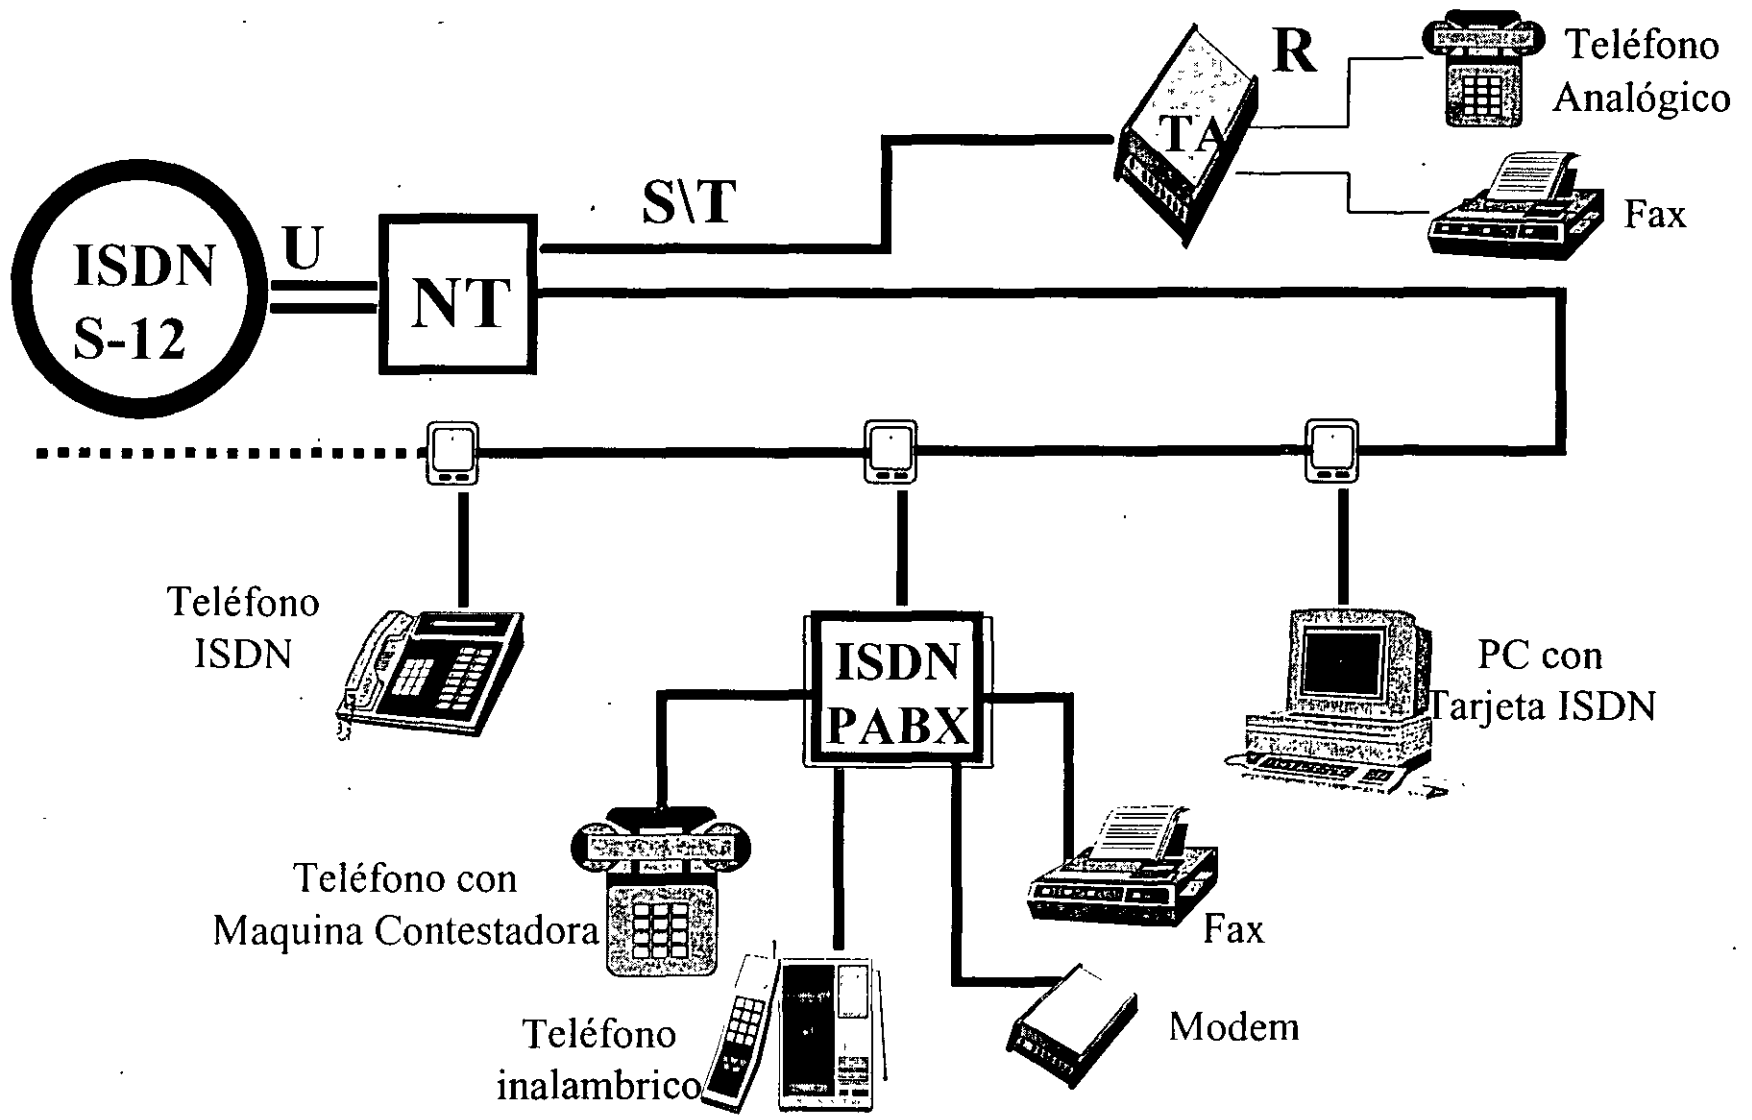 R
Teléfono
Analógico
TA
Fax
S\T
U
ISDN
S-12
NT
Teléfono
ISDN
ISDN
PABX
PC con
Tarjeta ISDN
Teléfono con
Maquina Contestadora
Fax
Teléfono
inalambrico
Modem